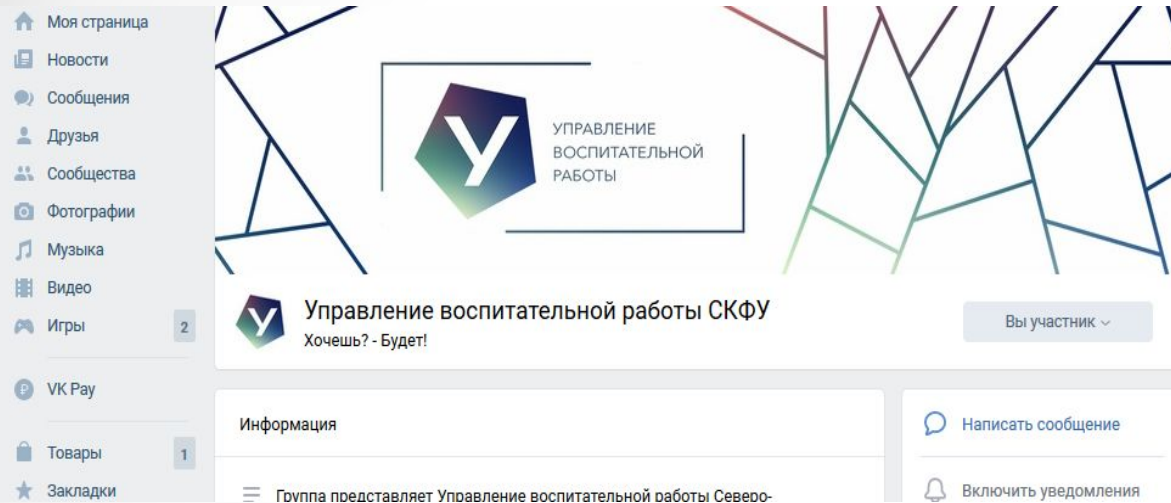 Моя страница
Новости
Сообщения
Друзья
Сообщества
Фотографии
Музыка
Видео
Игры 2
VK Pay
Товары 1
Закладки
У
УПРАВЛЕНИЕ
ВОСПИТАТЕЛЬНОЙ
РАБОТЫ
У
Управление воспитательной работы СКФУ
Хочешь? - Будет!
Вы участник
Информация
Группа представляет Управление воспитательной работы Северо-
Написать сообщение
Включить уведомления